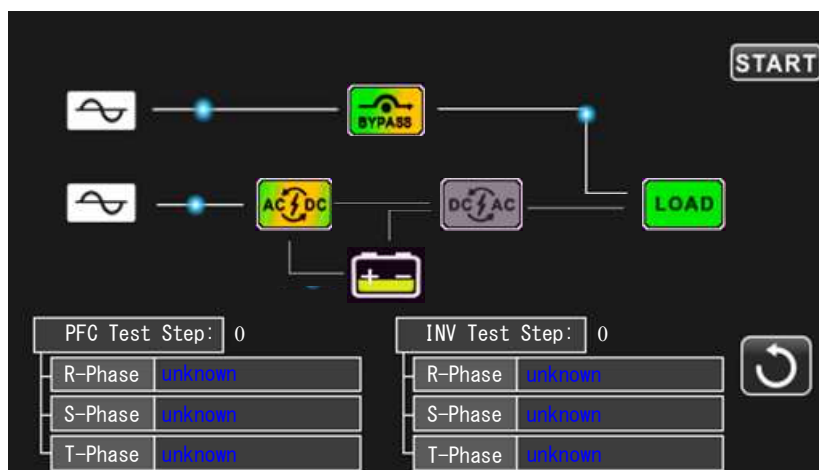 START
BYPASS
AC DC
DC AC
LOAD
+ -
PFC Test Step: 0
R-Phase unknown
S-Phase unknown
T-Phase unknown
INV Test Step: 0
R-Phase unknown
S-Phase unknown
T-Phase unknown